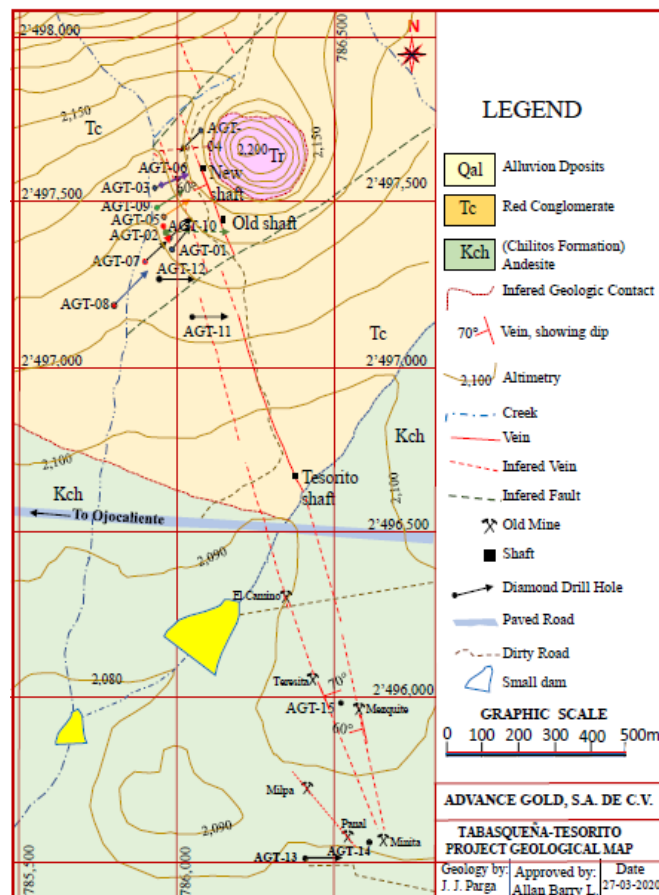 2'498,000
786,500
N
2,150
Tc
AGT-
04
2,200
Tr
2,150
AGT-06
AGT-03
60°
New
shaft
2'497,500
2'497,500
AGT-09
AGT-05
AGT-10
Old shaft
AGT-02
AGT-01
AGT-07
AGT-12
AGT-08
AGT-11
Tc
2'497,000
2'497,000
Kch
2,100
2,100
Tesorito
shaft
Kch
To Ojocaliente
2'496,500
2,090
El Camino
2,080
Teresita
70°
2'496,000
AGT-15
Mezquite
60°
Milpa
2,090
Panal
Minita
AGT-14
AGT-13
785,500
786,000
LEGEND
Qal Alluvion Dposits
Tc Red Conglomerate
Kch (Chilitos Formation)
Andesite
Infered Geologic Contact
70° Vein, showing dip
2,100 Altimetry
Creek
Vein
Infered Vein
Infered Fault
Old Mine
Shaft
Diamond Drill Hole
Paved Road
Dirty Road
Small dam
GRAPHIC SCALE
0 100 200 300 400 500m
ADVANCE GOLD, S.A. DE C.V.
TABASQUEÑA-TESORITO
PROJECT GEOLOGICAL MAP
Geology by:
J. J. Parga
Approved by:
Allan Barry L.
Date
27-03-2020